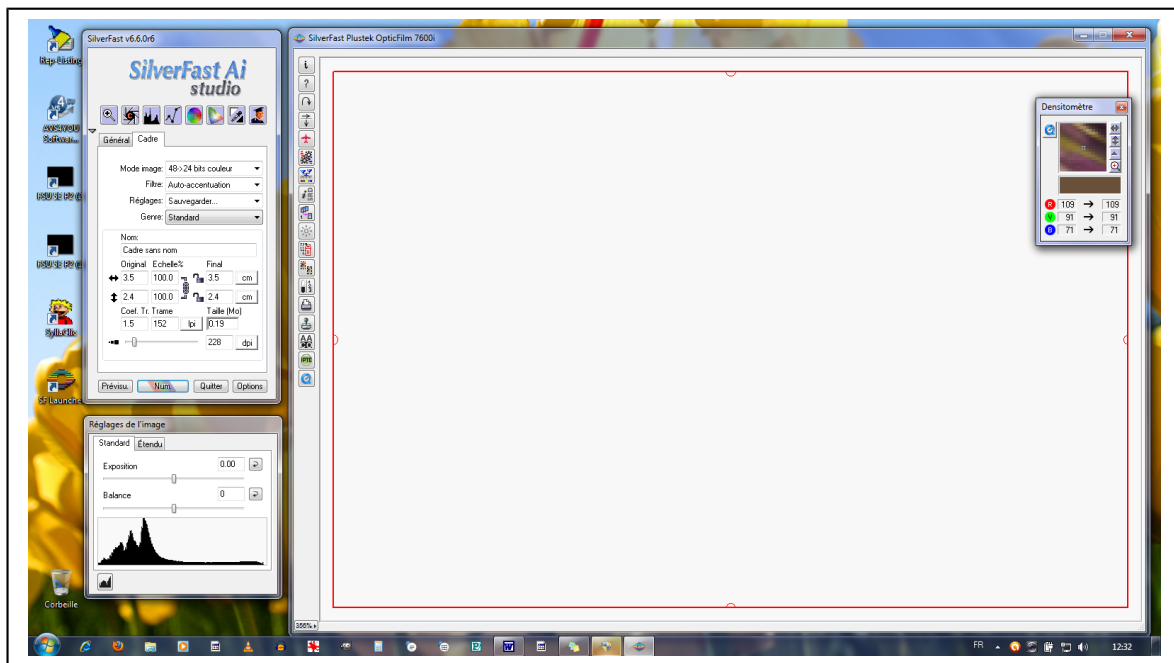 Rep-Listing
SilverFast v6.6.0r6
SilverFast Ai
studio
Général
Cadre
Mode image: 48->24 bits couleur
Filtre: Auto-accentuation
Réglages: Sauvegarder...
Genre: Standard
Nom:
Cadre sans nom
Original Echelle% Final
3.5 100.0 3.5 cm
2.4 100.0 2.4 cm
Coef. Tr. Trame Taille (Mo)
1.5 152 lpi 0.19
228 dpi
Prévisu. Num. Quitter Options
Réglages de l'image
Standard Étendu
Exposition 0.00
Balance 0
Corbeille
SilverFast Plustek OpticFilm 7600i
IPTC
356%
Densitomètre
R 109 → 109
V 91 → 91
B 71 → 71
FR
12:32